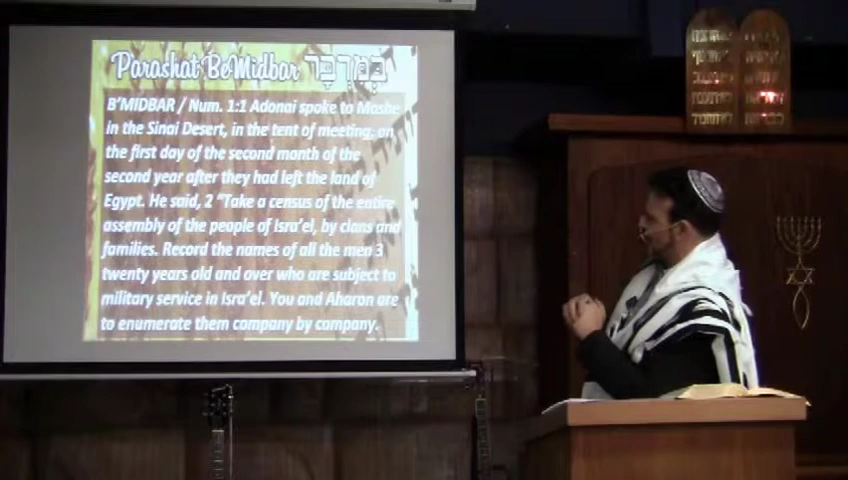 Parashat BeMidbar בְּמִדְבַּר
B'MIDBAR / Num. 1:1 Adonai spoke to Moshe
in the Sinai Desert, in the tent of meeting, on
the first day of the second month of the
second year after they had left the land of
Egypt. He said, 2 "Take a census of the entire
assembly of the people of Isra'el, by clans and
families. Record the names of all the men 3
twenty years old and over who are subject to
military service in Isra'el. You and Aharon are
to enumerate them company by company.